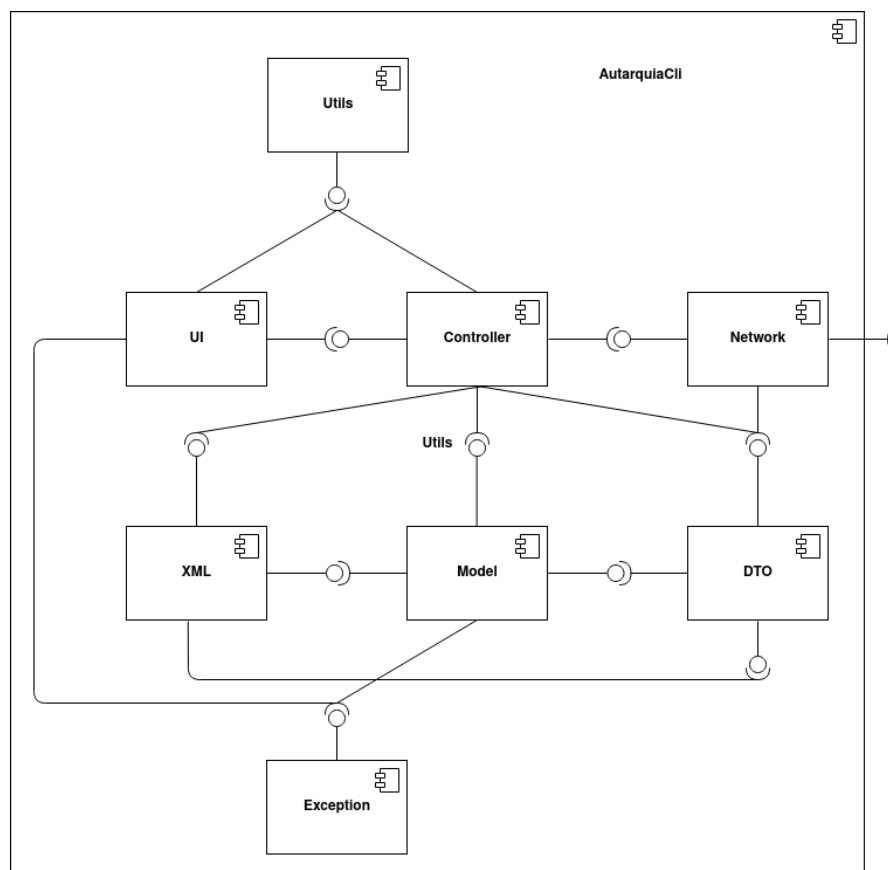 AutarquiaCli
Utils
UI
Controller
Network
Utils
XML
Model
DTO
Exception